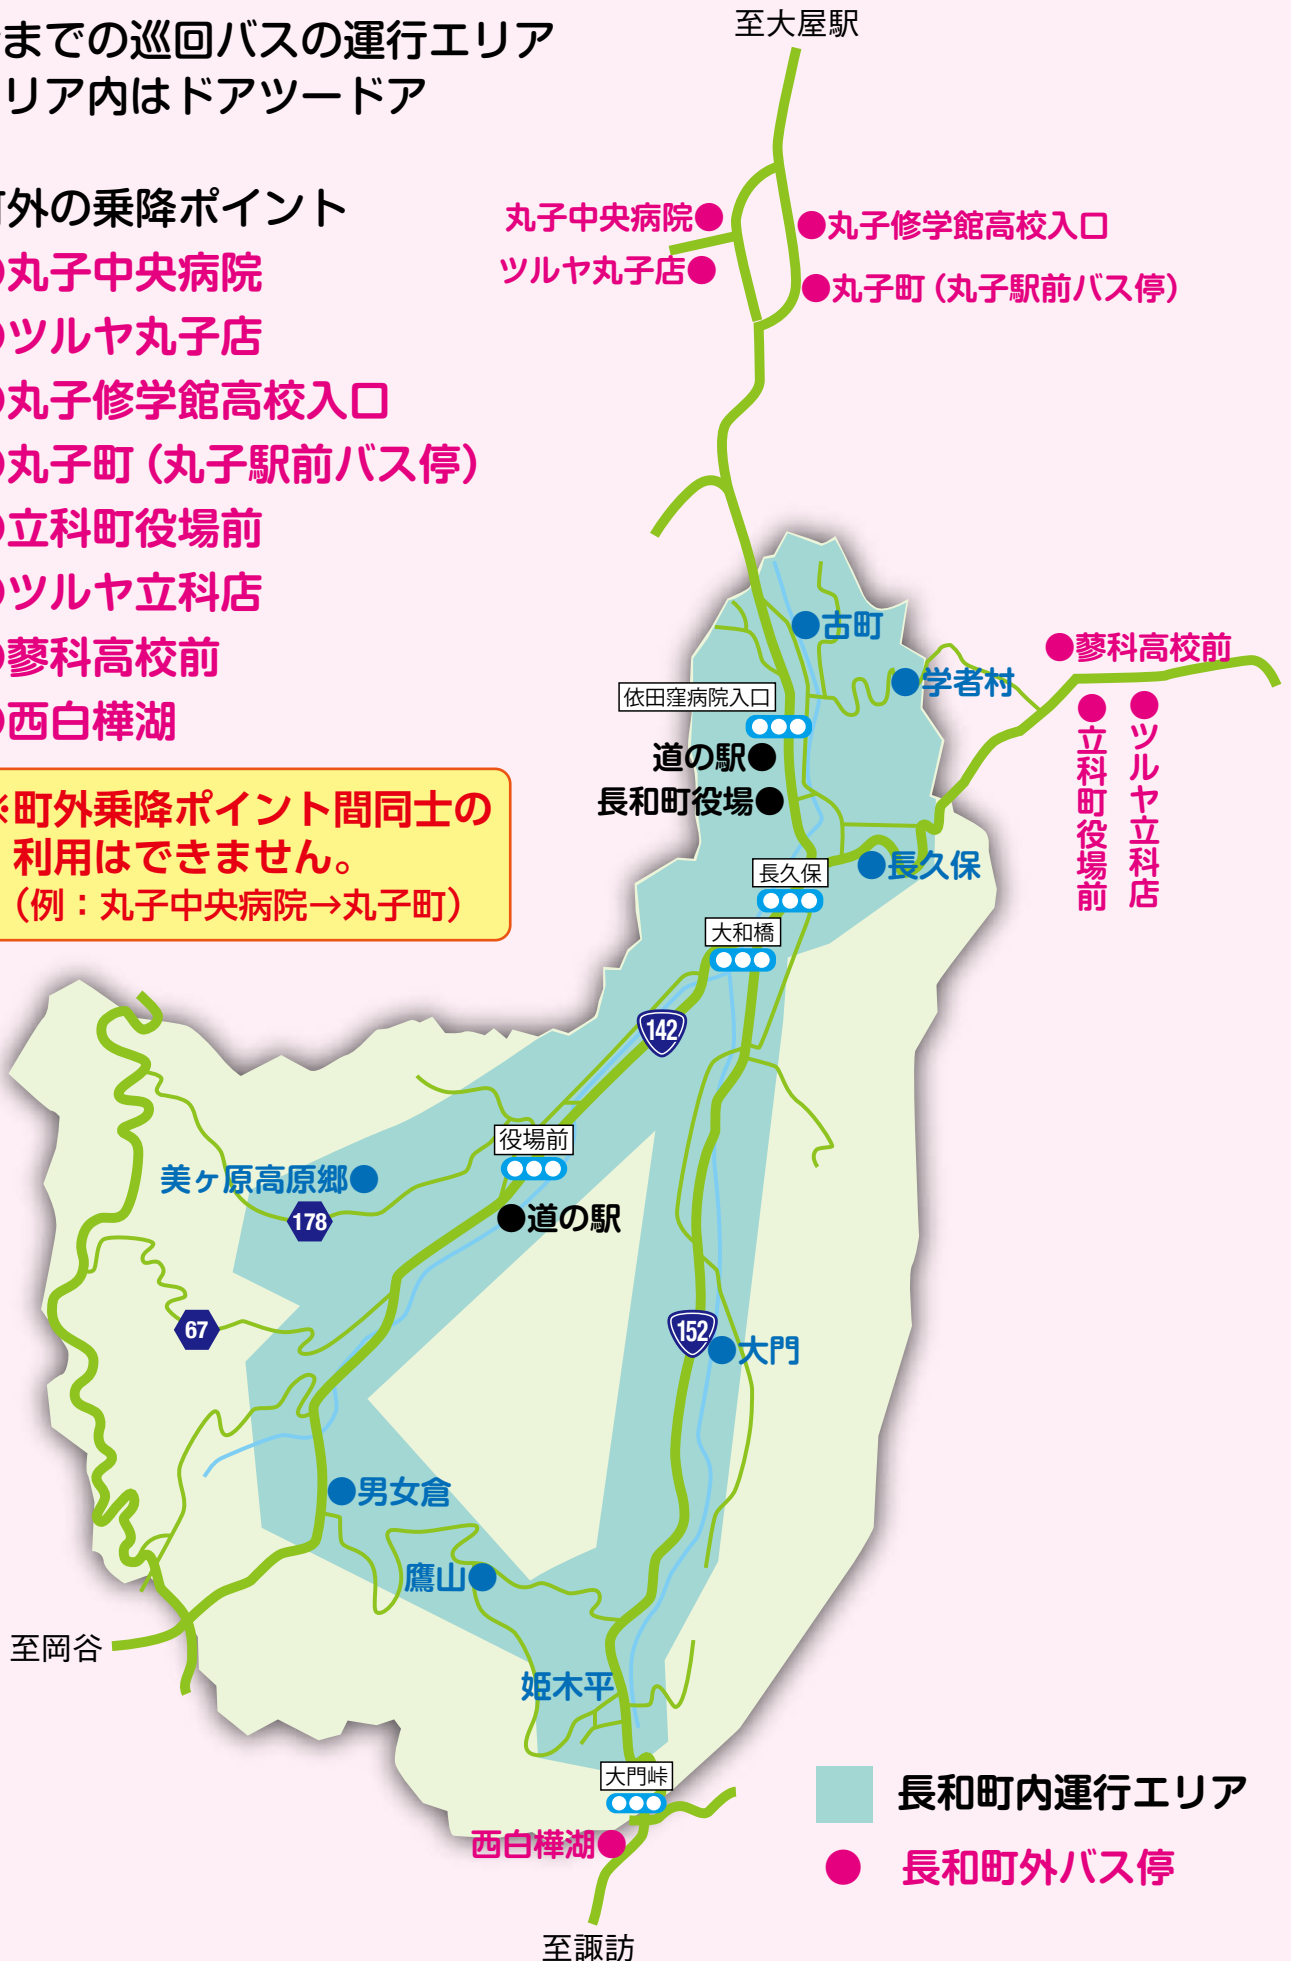 までの巡回バスの運行エリア
リア内はドアツードア
外の乗降ポイント
丸子中央病院
ツルヤ丸子店
丸子修学館高校入口
丸子町（丸子駅前バス停）
立科町役場前
ツルヤ立科店
蓼科高校前
西白樺湖
※町外乗降ポイント間同士の
利用はできません。
（例：丸子中央病院→丸子町）
至大屋駅
丸子中央病院
丸子修学館高校入口
ツルヤ丸子店
丸子町（丸子駅前バス停）
古町
学者村
蓼科高校前
立科町役場前
ツルヤ立科店
依田窪病院入口
道の駅
長和町役場
長久保
長久保
大和橋
142
役場前
美ヶ原高原郷
178
道の駅
67
152
大門
男女倉
鷹山
至岡谷
姫木平
大門峠
西白樺湖
至諏訪
長和町内運行エリア
長和町外バス停